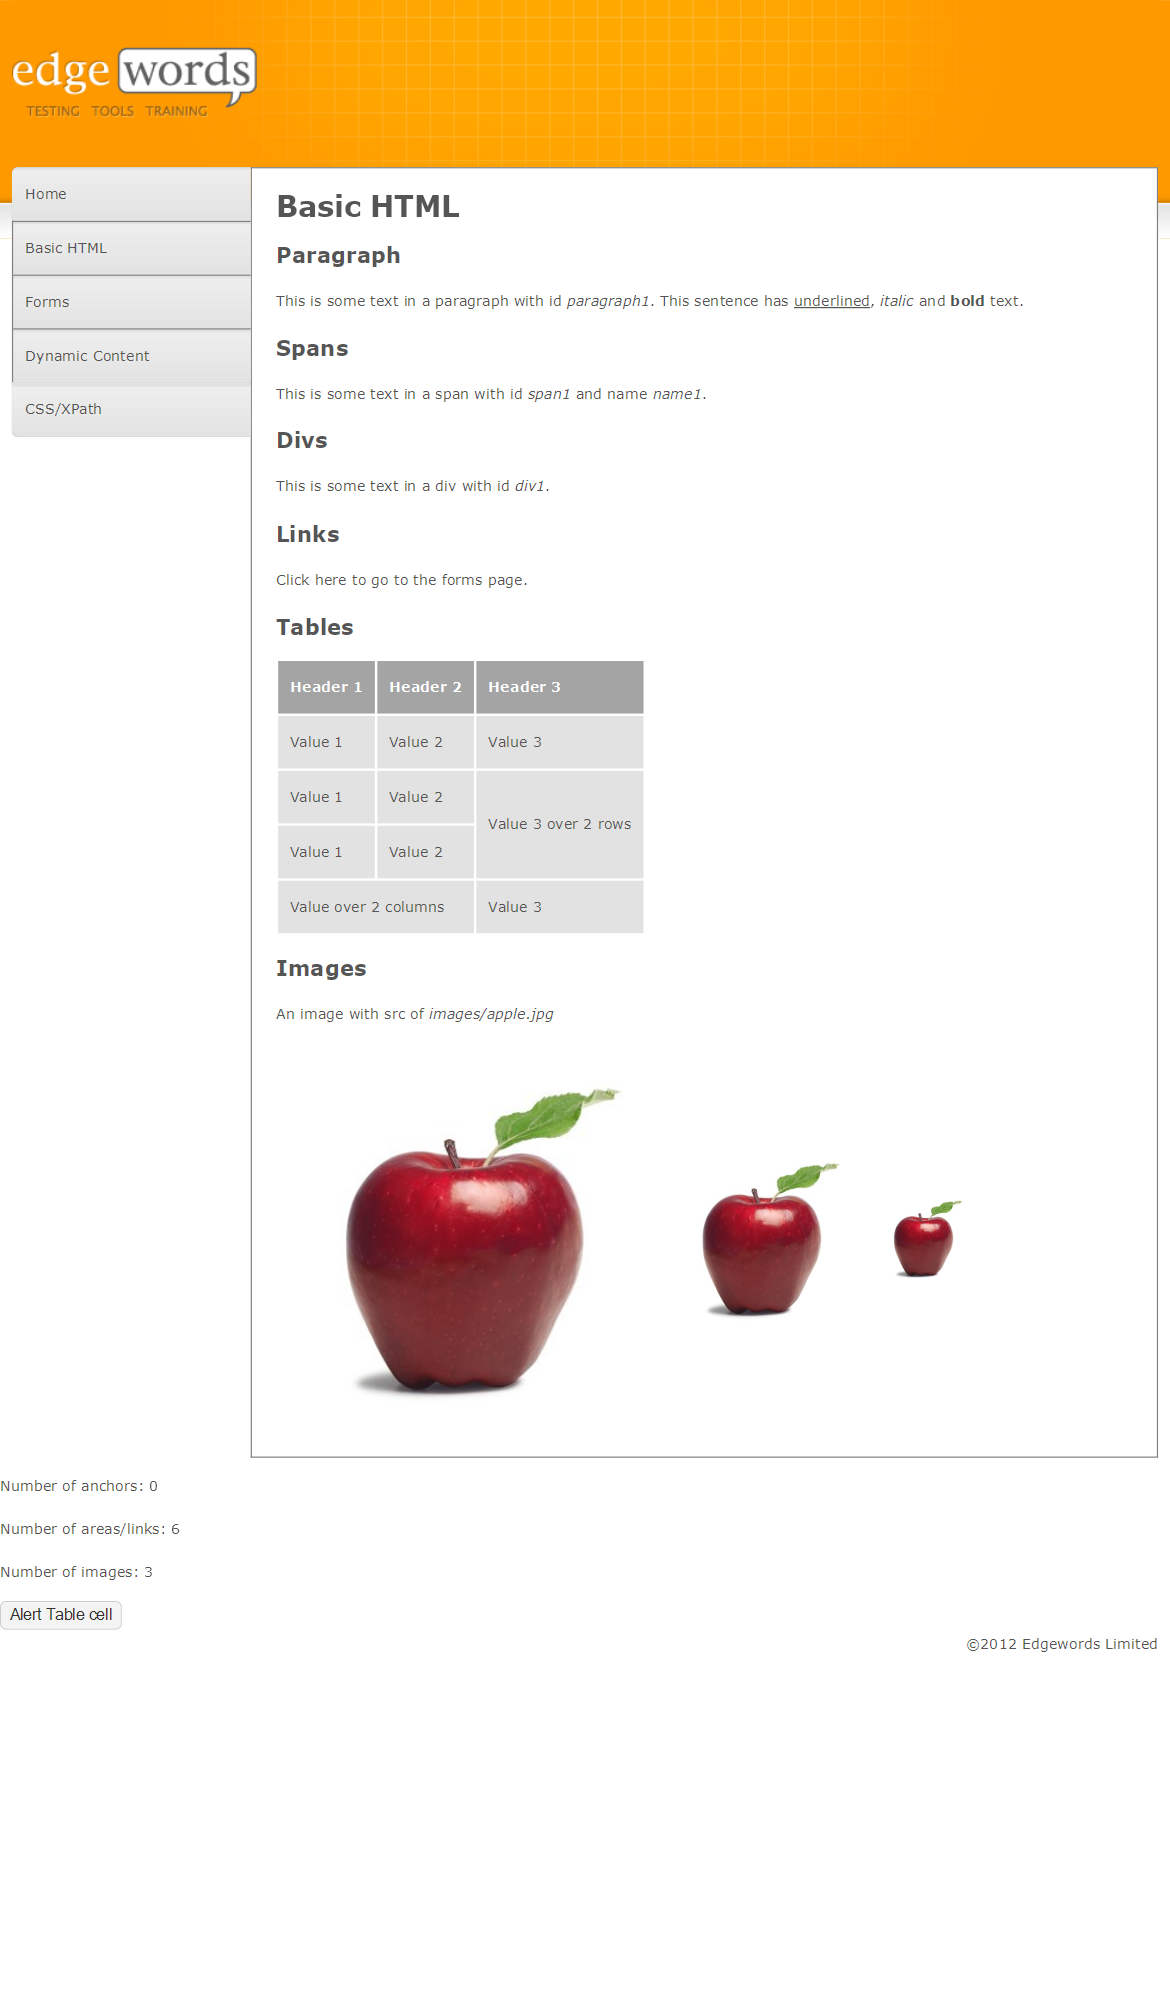 edge words
TESTING TOOLS TRAINING
Home
Basic HTML
Forms
Dynamic Content
CSS/XPath
Basic HTML
Paragraph
This is some text in a paragraph with id paragraph1. This sentence has underlined, italic and bold text.
Spans
This is some text in a span with id span1 and name name1.
Divs
This is some text in a div with id div1.
Links
Click here to go to the forms page.
Tables
Header 1 Header 2 Header 3
Value 1 Value 2 Value 3
Value 1 Value 2
Value 3 over 2 rows
Value 1 Value 2
Value over 2 columns Value 3
Images
An image with src of images/apple.jpg
Number of anchors: 0
Number of areas/links: 6
Number of images: 3
Alert Table cell
©2012 Edgewords Limited